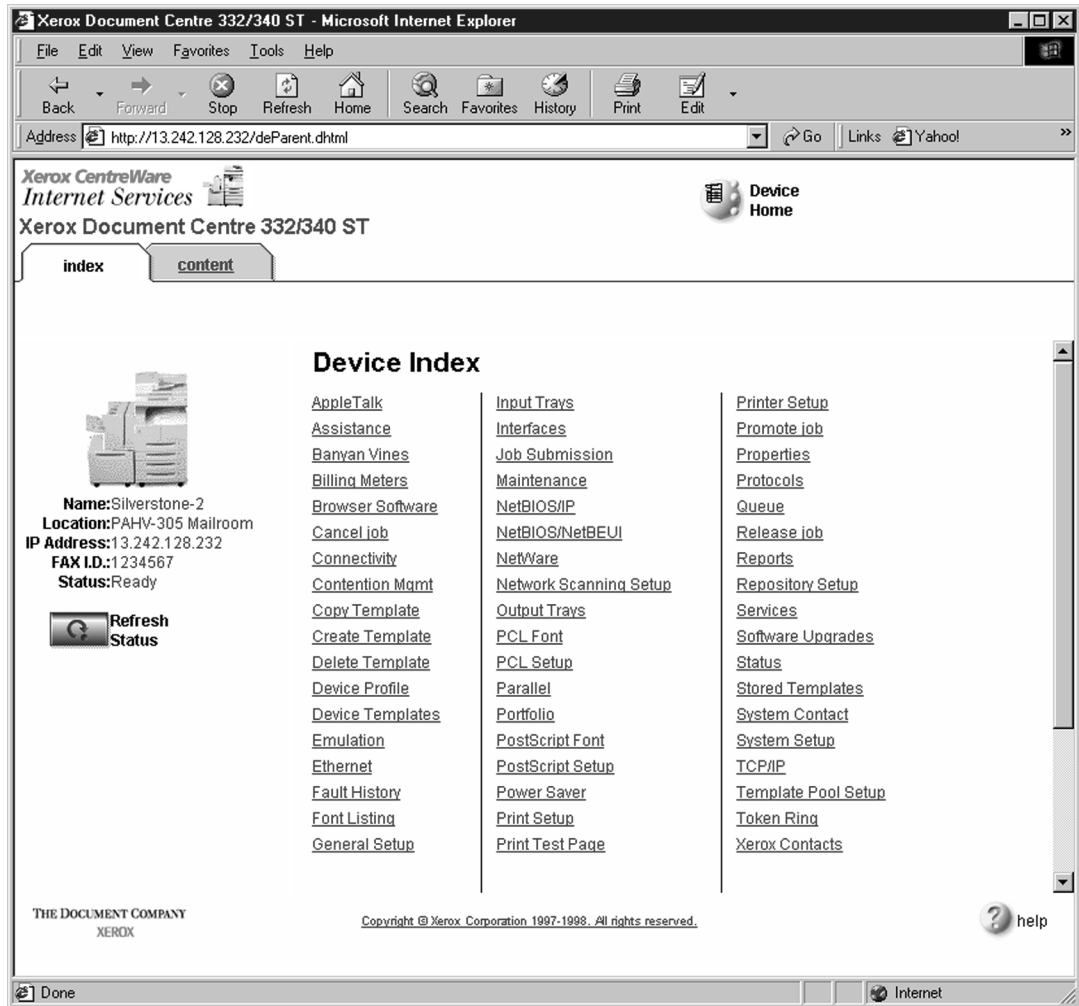 Xerox Document Centre 332/340 ST - Microsoft Internet Explorer
File Edit View Favorites Tools Help
Back Forward Stop Refresh Home Search Favorites History Print Edit
Address http://13.242.128.232/deParent.dhtml Go Links Yahoo! »
Xerox CentreWare
Internet Services
Device
Home
Xerox Document Centre 332/340 ST
index content
Device Index
Name:Silverstone-2
Location:PAHV-305 Mailroom
IP Address:13.242.128.232
FAX I.D.:1234567
Status:Ready
Refresh
Status
AppleTalk
Assistance
Banyan Vines
Billing Meters
Browser Software
Cancel job
Connectivity
Contention Mgmt
Copy Template
Create Template
Delete Template
Device Profile
Device Templates
Emulation
Ethernet
Fault History
Font Listing
General Setup
Input Trays
Interfaces
Job Submission
Maintenance
NetBIOS/IP
NetBIOS/NetBEUI
NetWare
Network Scanning Setup
Output Trays
PCL Font
PCL Setup
Parallel
Portfolio
PostScript Font
PostScript Setup
Power Saver
Print Setup
Print Test Page
Printer Setup
Promote job
Properties
Protocols
Queue
Release job
Reports
Repository Setup
Services
Software Upgrades
Status
Stored Templates
System Contact
System Setup
TCP/IP
Template Pool Setup
Token Ring
Xerox Contacts
THE DOCUMENT COMPANY
XEROX
Copyright © Xerox Corporation 1997-1998. All rights reserved.
help
Done Internet